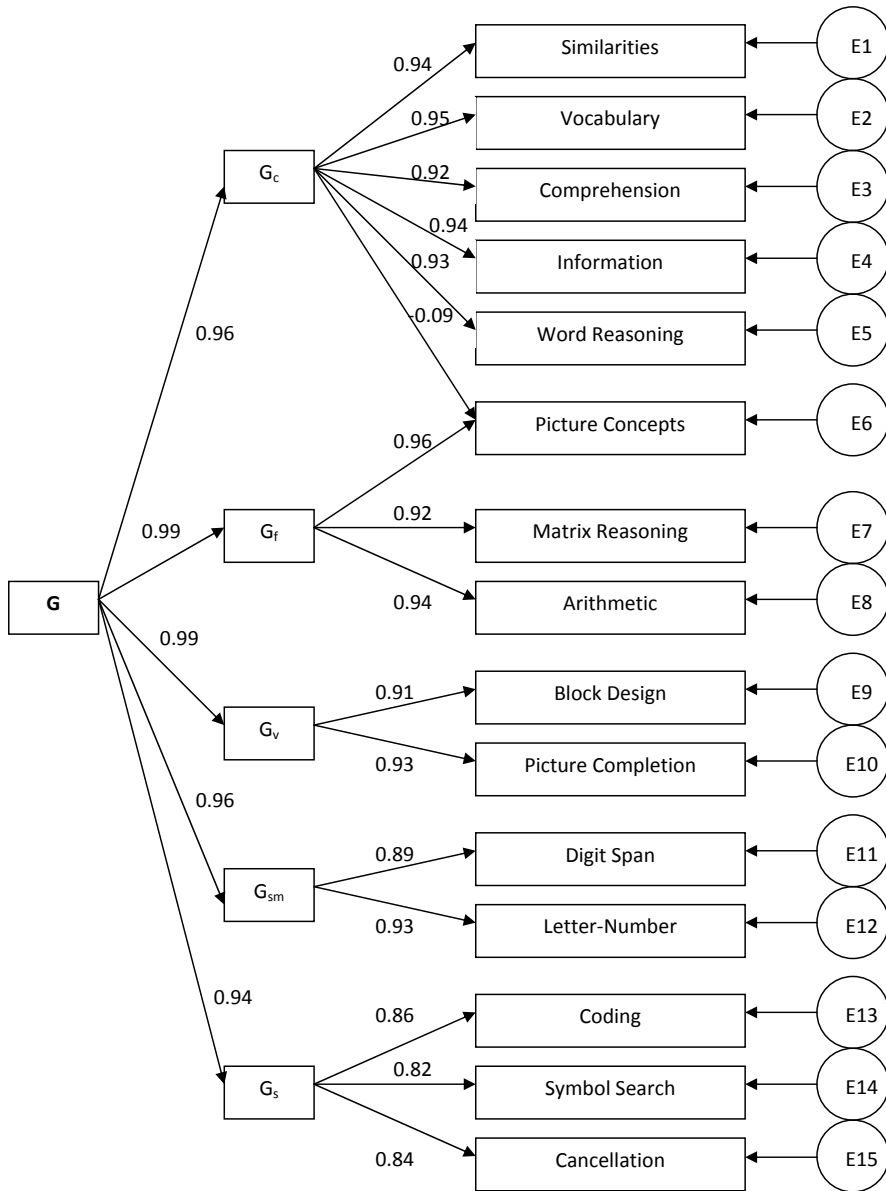 Similarities
E1
0.94
Vocabulary
E2
0.95
Gc
0.92
Comprehension
E3
0.94
Information
E4
0.93
-0.09
Word Reasoning
E5
0.96
Picture Concepts
E6
0.96
0.99
Gf
0.92
Matrix Reasoning
E7
G
0.94
Arithmetic
E8
0.99
0.91
Block Design
E9
Gv
0.93
Picture Completion
E10
0.96
0.89
Digit Span
E11
Gsm
0.93
Letter-Number
E12
0.94
0.86
Coding
E13
0.82
Gs
Symbol Search
E14
0.84
Cancellation
E15